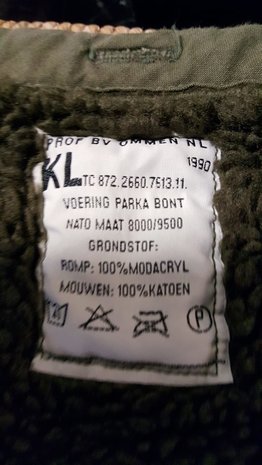 PROF BV OMMEN NL
1990
KL TC 872.2660.7513.11.
VOERING PARKA BONT
NATO MAAT 8000/9500
GRONDSTOF:
ROMP: 100%MODACRYL
MOUWEN: 100%KATOEN
P